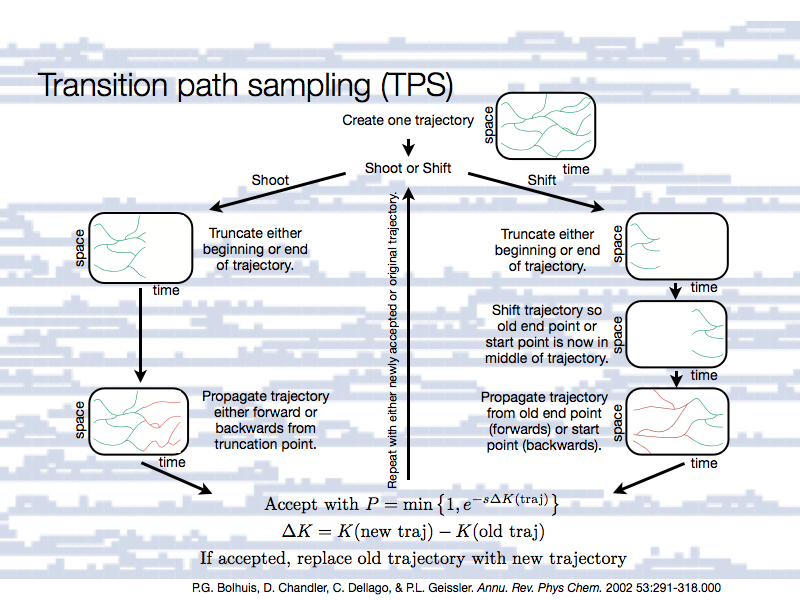 Transition path sampling (TPS)
Create one trajectory
space
time
Shoot or Shift
Shoot
Shift
space
time
Truncate either
beginning or end
of trajectory.
Repeat with either newly accepted or original trajectory.
Truncate either
beginning or end
of trajectory.
space
time
Shift trajectory so
old end point or
start point is now in
middle of trajectory.
space
time
space
time
Propagate trajectory
either forward or
backwards from
truncation point.
Propagate trajectory
from old end point
(forwards) or start
point (backwards).
space
time
Accept with P = min {1, e^{−sΔK(traj)}}
ΔK = K(new traj) − K(old traj)
If accepted, replace old trajectory with new trajectory
P.G. Bolhuis, D. Chandler, C. Dellago, & P.L. Geissler. Annu. Rev. Phys Chem. 2002 53:291-318.000